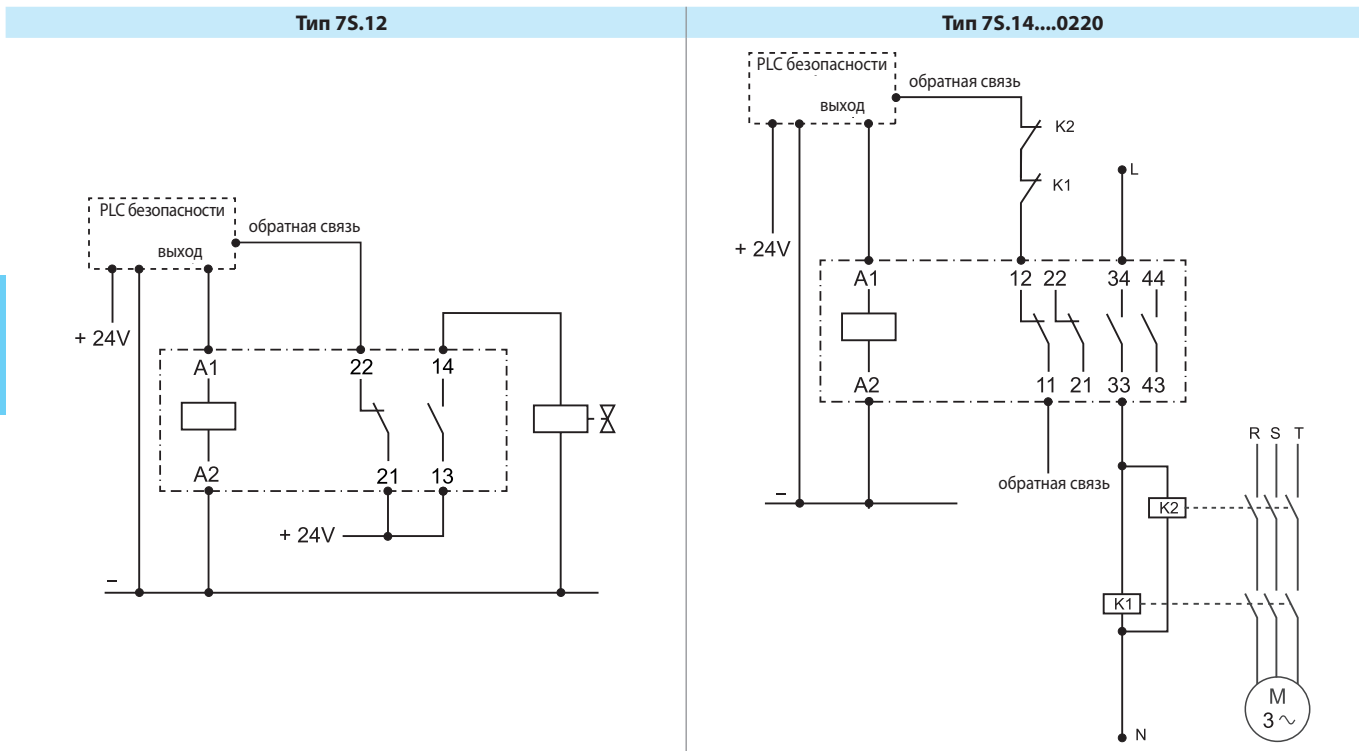 Тип 7S.12
Тип 7S.14....0220
PLC безопасности
обратная связь
выход
+ 24V
A1
22
14
A2
21
13
+ 24V
–
PLC безопасности
обратная связь
выход
K2
K1
L
+ 24V
A1
12 22 34 44
A2
11 21 33 43
обратная связь
–
R S T
K2
K1
M
3 ~
N